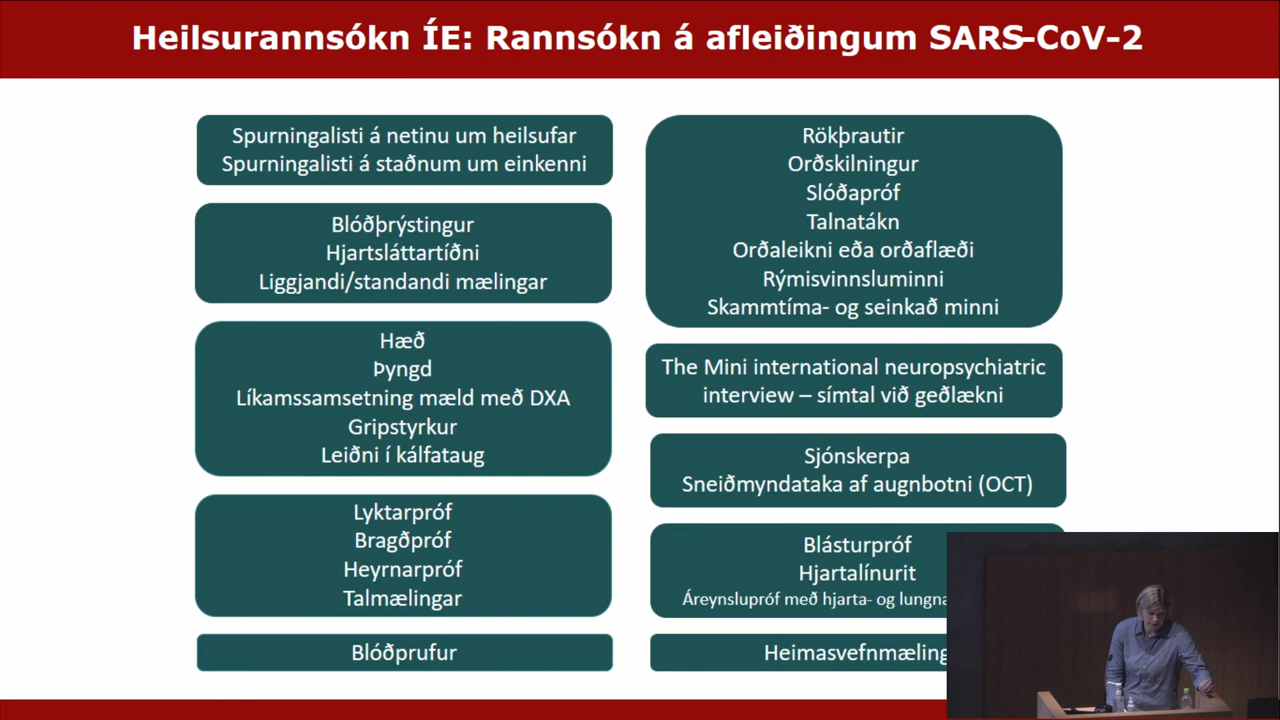 Heilsurannsókn ÍE: Rannsókn á afleiðingum SARS-CoV-2
Spurningalisti á netinu um heilsufar
Spurningalisti á staðnum um einkenni
Blóðþrýstingur
Hjartsláttartíðni
Liggjandi/standandi mælingar
Hæð
Þyngd
Líkamssamsetning mæld með DXA
Gripstyrkur
Leiðni í kálfataug
Lyktarpróf
Bragðpróf
Heyrnarpróf
Talmælingar
Blóðprufur
Rökþrautir
Orðskilningur
Slóðapróf
Talnatákn
Orðaleikni eða orðaflæði
Rýmisvinnsluminni
Skammtíma- og seinkað minni
The Mini international neuropsychiatric
interview – símtal við geðlækni
Sjónskerpa
Sneiðmyndataka af augnbotni (OCT)
Blásturpróf
Hjartalínurit
Áreynslupróf með hjarta- og